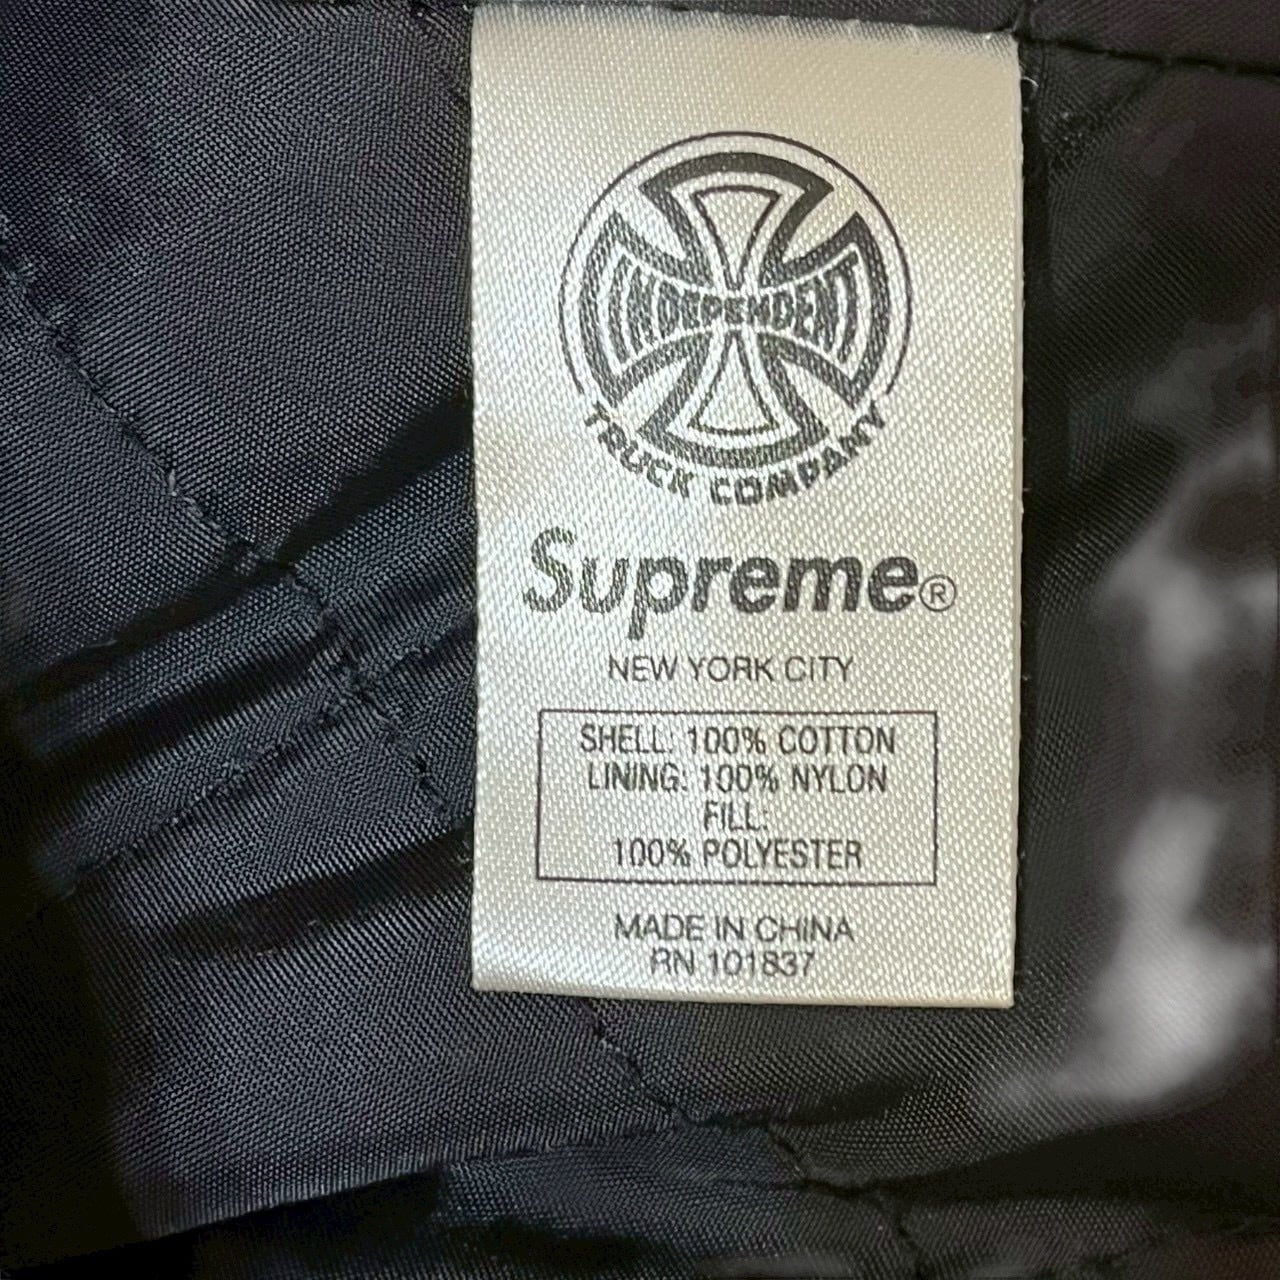 INDEPENDENT
TRUCK COMPANY
Supreme®
NEW YORK CITY
SHELL: 100% COTTON
LINING: 100% NYLON
FILL:
100% POLYESTER
MADE IN CHINA
RN 101837